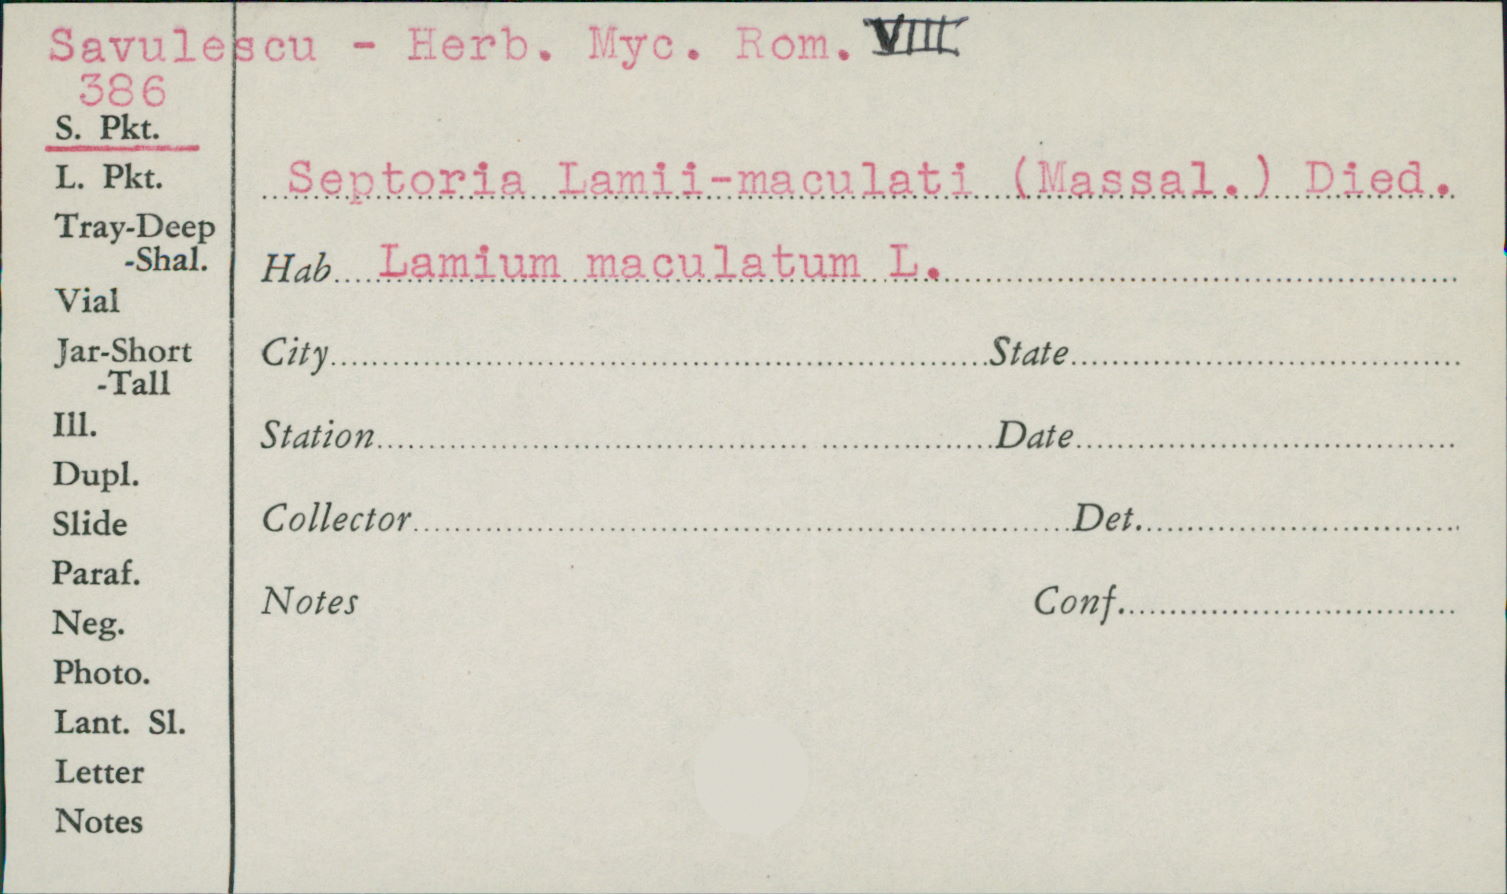 Savulescu - Herb. Myc. Rom. VIIII
386
S. Pkt.
L. Pkt.
Septoria Lamii-maculati (Massal.) Died.
Tray-Deep
-Shal.
Hab. Lamium maculatum L.
Vial
Jar-Short
-Tall
City State
Ill.
Station Date
Dupl.
Slide
Collector Det.
Paraf.
Notes Conf.
Neg.
Photo.
Lant. Sl.
Letter
Notes